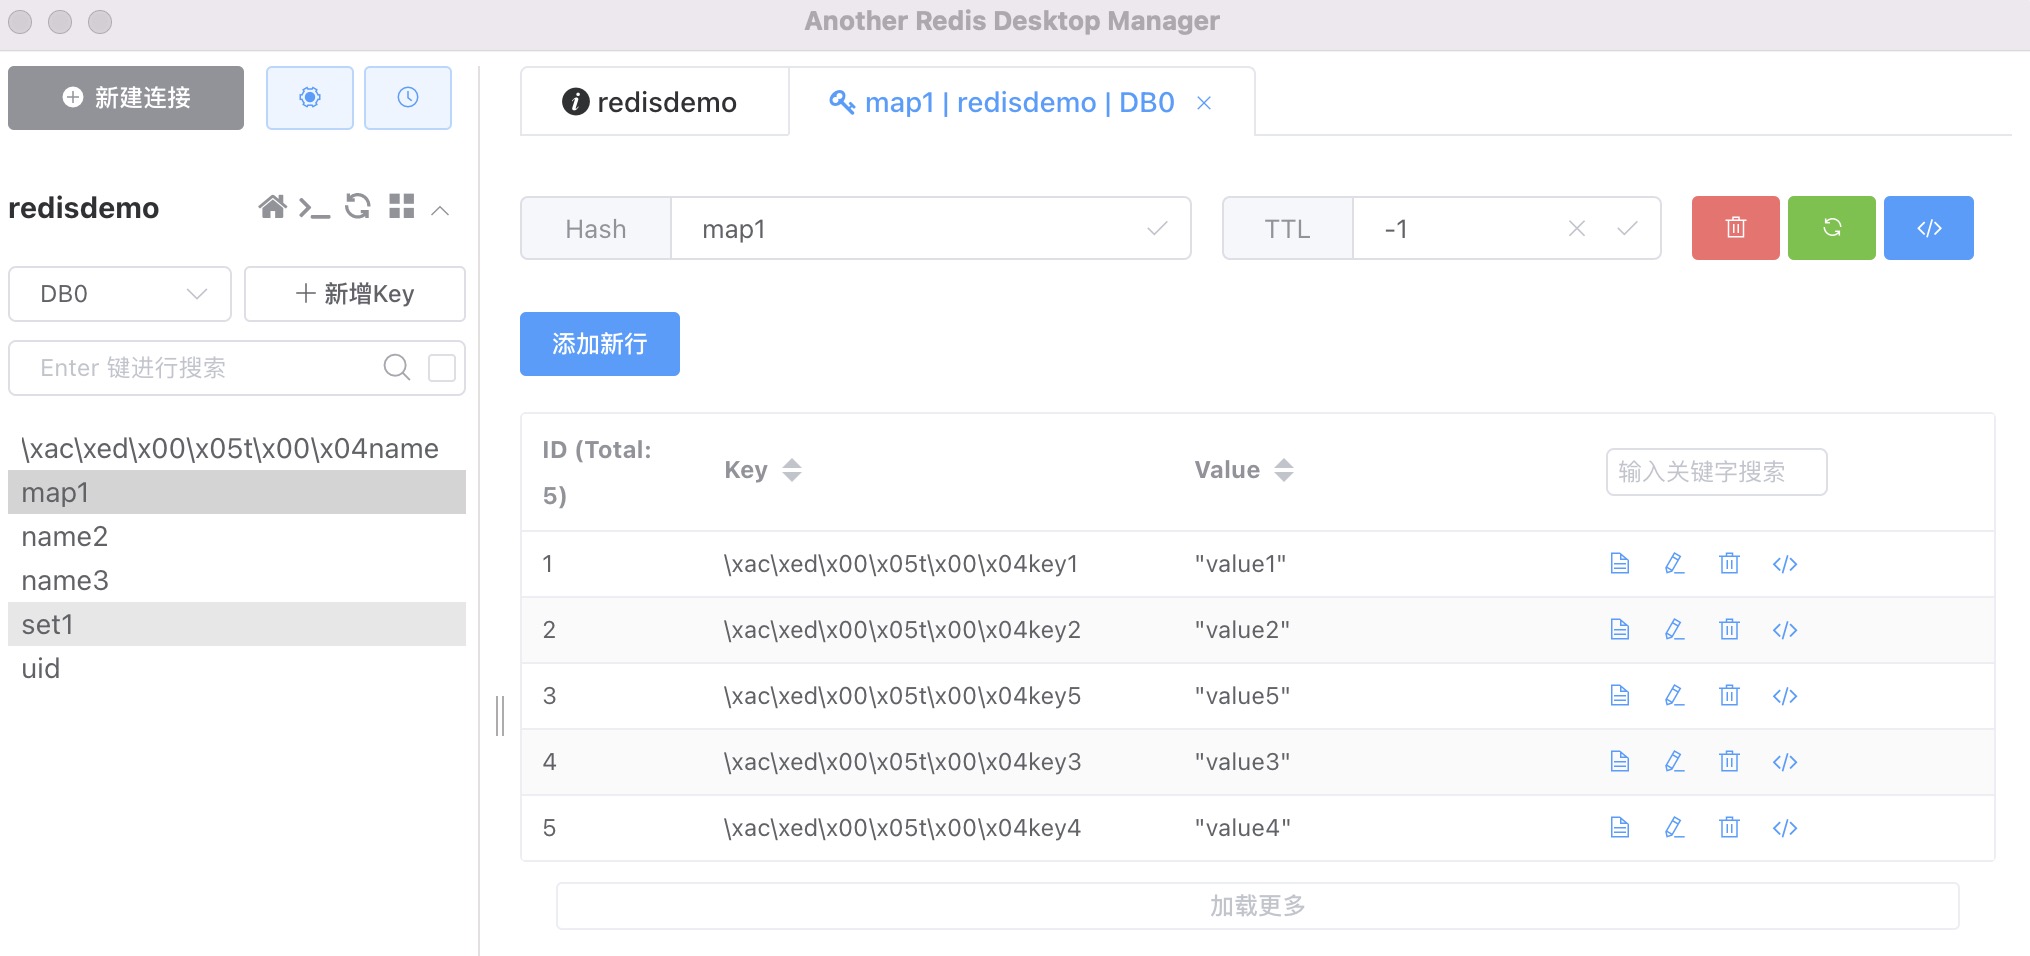 Another Redis Desktop Manager
新建连接
redisdemo
map1 | redisdemo | DB0
redisdemo
Hash
map1
TTL
-1
DB0
新增Key
Enter 键进行搜索
添加新行
\xac\xed\x00\x05t\x00\x04name
map1
name2
name3
set1
uid
ID (Total: 5)
Key
Value
输入关键字搜索
1 \xac\xed\x00\x05t\x00\x04key1 "value1"
2 \xac\xed\x00\x05t\x00\x04key2 "value2"
3 \xac\xed\x00\x05t\x00\x04key5 "value5"
4 \xac\xed\x00\x05t\x00\x04key3 "value3"
5 \xac\xed\x00\x05t\x00\x04key4 "value4"
加载更多